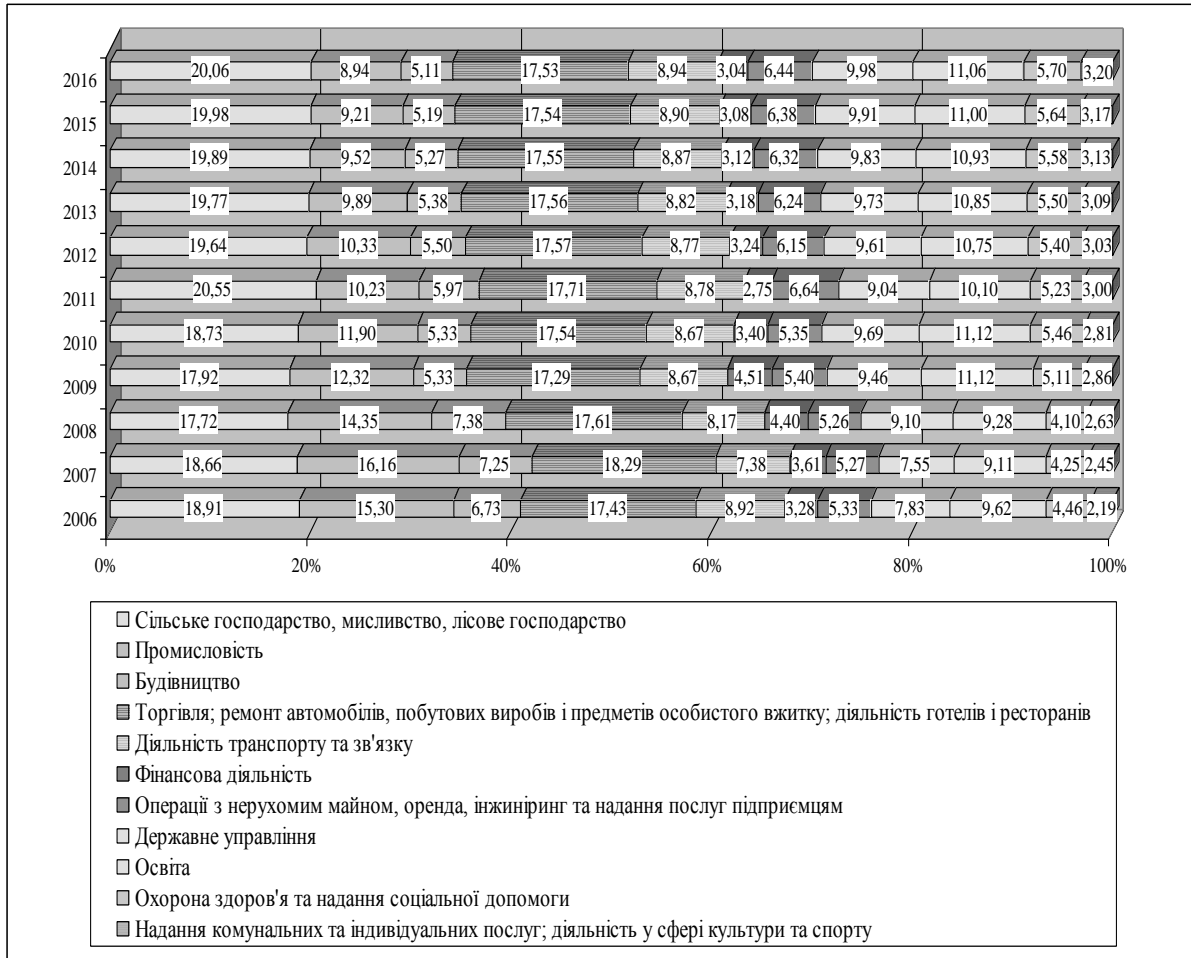 2016 20,06 8,94 5,11 17,53 8,94 3,04 6,44 9,98 11,06 5,70 3,20
2015 19,98 9,21 5,19 17,54 8,90 3,08 6,38 9,91 11,00 5,64 3,17
2014 19,89 9,52 5,27 17,55 8,87 3,12 6,32 9,83 10,93 5,58 3,13
2013 19,77 9,89 5,38 17,56 8,82 3,18 6,24 9,73 10,85 5,50 3,09
2012 19,64 10,33 5,50 17,57 8,77 3,24 6,15 9,61 10,75 5,40 3,03
2011 20,55 10,23 5,97 17,71 8,78 2,75 6,64 9,04 10,10 5,23 3,00
2010 18,73 11,90 5,33 17,54 8,67 3,40 5,35 9,69 11,12 5,46 2,81
2009 17,92 12,32 5,33 17,29 8,67 4,51 5,40 9,46 11,12 5,11 2,86
2008 17,72 14,35 7,38 17,61 8,17 4,40 5,26 9,10 9,28 4,10 2,63
2007 18,66 16,16 7,25 18,29 7,38 3,61 5,27 7,55 9,11 4,25 2,45
2006 18,91 15,30 6,73 17,43 8,92 3,28 5,33 7,83 9,62 4,46 2,19
0% 20% 40% 60% 80% 100%
Сільське господарство, мисливство, лісове господарство
Промисловість
Будівництво
Торгівля; ремонт автомобілів, побутових виробів і предметів особистого вжитку; діяльність готелів і ресторанів
Діяльність транспорту та зв'язку
Фінансова діяльність
Операції з нерухомим майном, оренда, інжиніринг та надання послуг підприємцям
Державне управління
Освіта
Охорона здоров'я та надання соціальної допомоги
Надання комунальних та індивідуальних послуг; діяльність у сфері культури та спорту